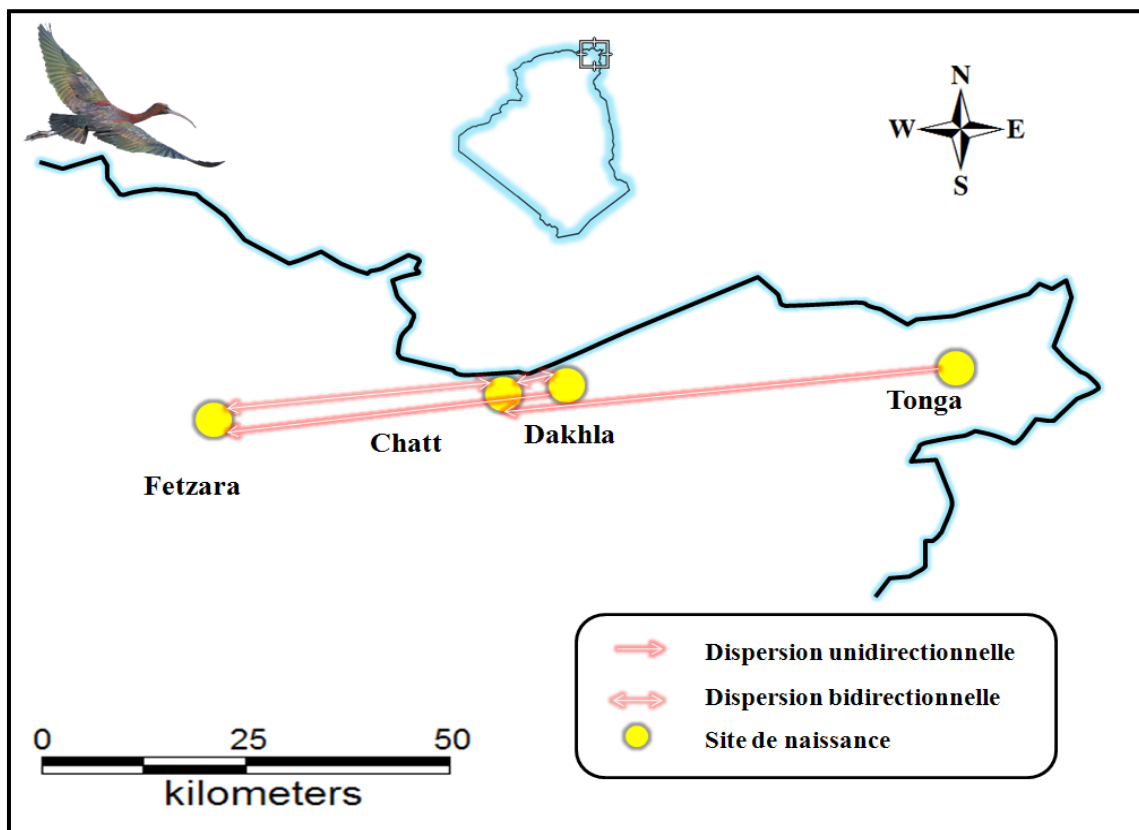 N
W E
S
Tonga
Chatt
Dakhla
Fetzara
Dispersion unidirectionnelle
Dispersion bidirectionnelle
Site de naissance
0 25 50
kilometers